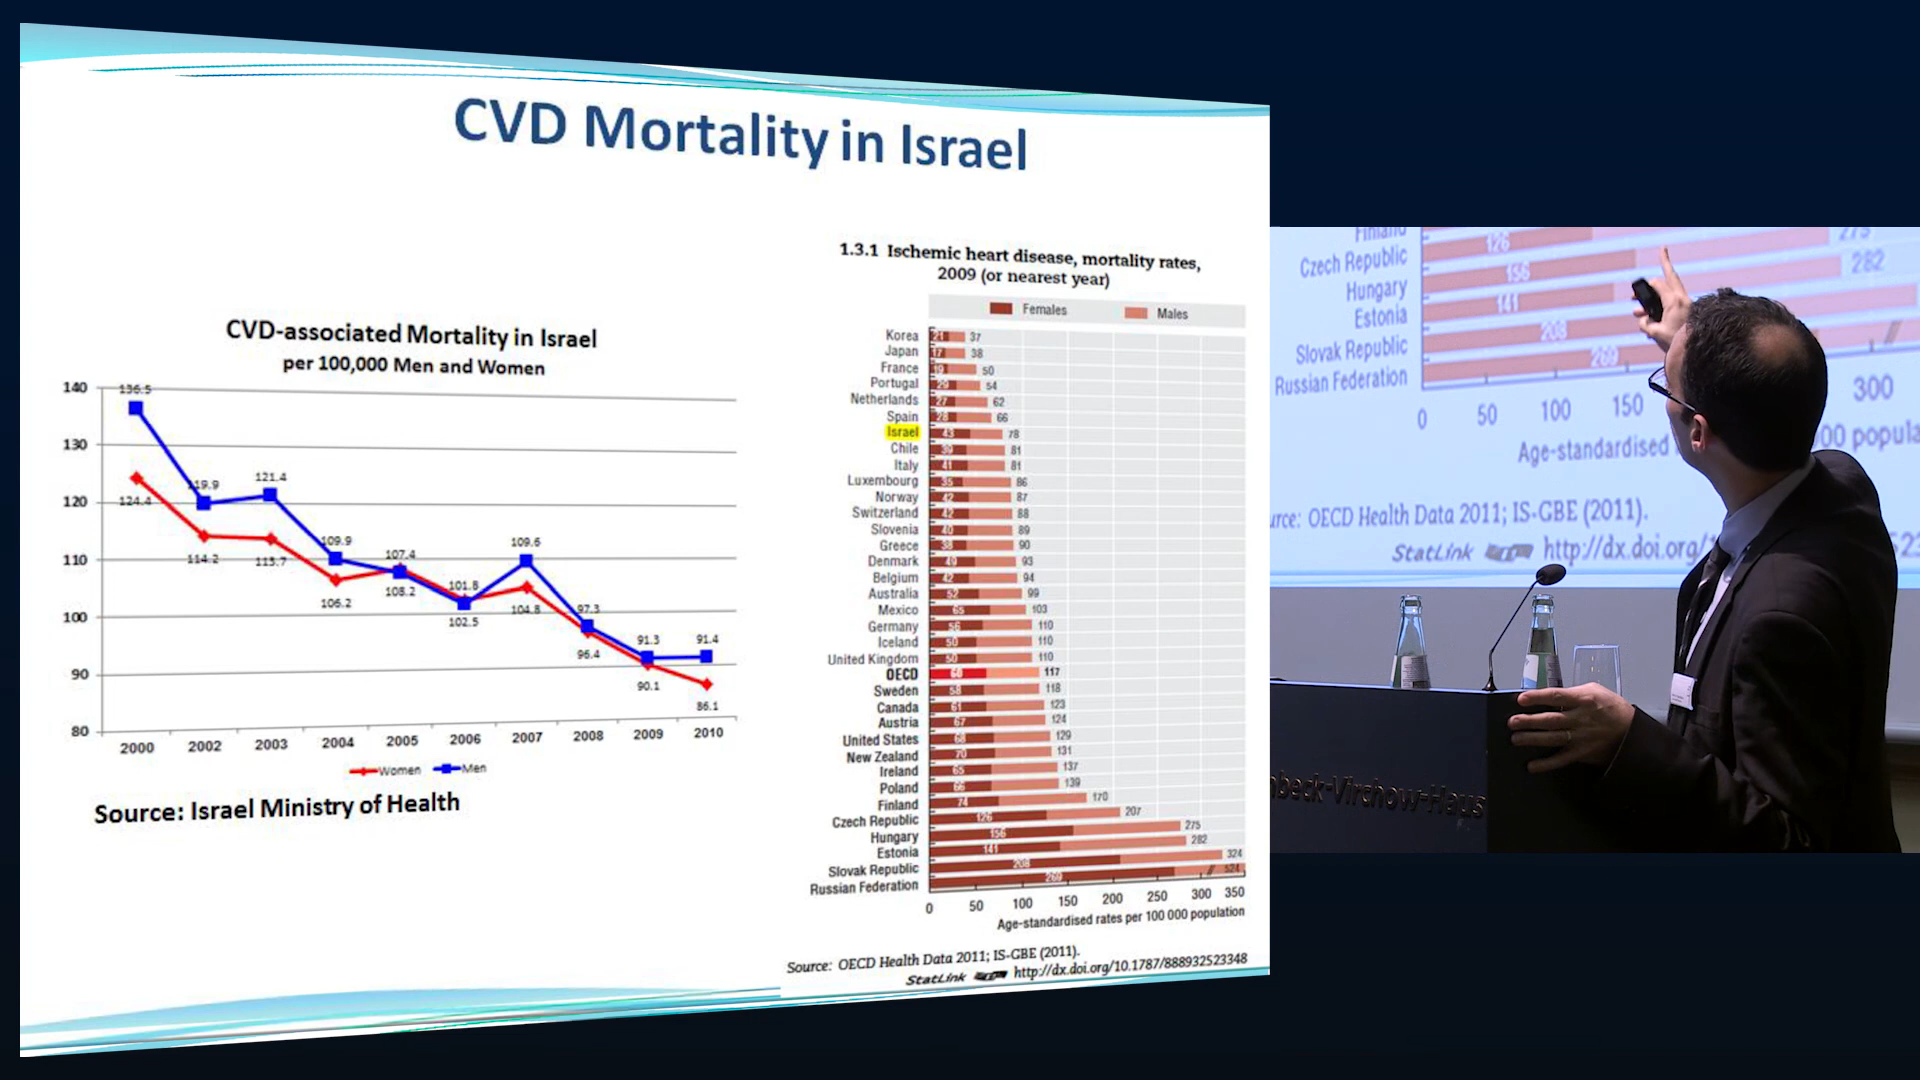 CVD Mortality in Israel
CVD-associated Mortality in Israel
per 100,000 Men and Women
140
130
120
110
100
90
80
136.5
119.9
121.4
109.9
107.4
101.8
109.6
97.3
91.3
91.4
124.4
114.2
113.7
106.2
108.2
102.5
104.8
96.4
90.1
86.1
2000 2002 2003 2004 2005 2006 2007 2008 2009 2010
Women Men
Source: Israel Ministry of Health
1.3.1 Ischemic heart disease, mortality rates,
2009 (or nearest year)
Females Males
Korea 21 37
Japan 17 38
France 19 50
Portugal 29 54
Netherlands 27 62
Spain 28 66
Israel 43 78
Chile 39 81
Italy 41 81
Luxembourg 35 86
Norway 42 87
Switzerland 42 88
Slovenia 40 89
Greece 38 90
Denmark 49 93
Belgium 42 94
Australia 52 99
Mexico 65 103
Germany 56 110
Iceland 50 110
United Kingdom 50 110
OECD 60 117
Sweden 58 118
Canada 61 123
Austria 67 124
United States 68 129
New Zealand 70 131
Ireland 65 137
Poland 66 139
Finland 74 170
Czech Republic 126 207
Hungary 156 275
Estonia 141 282
Slovak Republic 208 324
Russian Federation 269 524
0 50 100 150 200 250 300 350
Age-standardised rates per 100 000 population
Source: OECD Health Data 2011; IS-GBE (2011).
StatLink http://dx.doi.org/10.1787/888932523348
Finland
Czech Republic 126 275
Hungary 156 282
Estonia 141
Slovak Republic 208
Russian Federation 269
0 50 100 150 300
Age-standardised 00 popula
rce: OECD Health Data 2011; IS-GBE (2011).
StatLink http://dx.doi.org/ 523
nbeck-Virchow-Haus